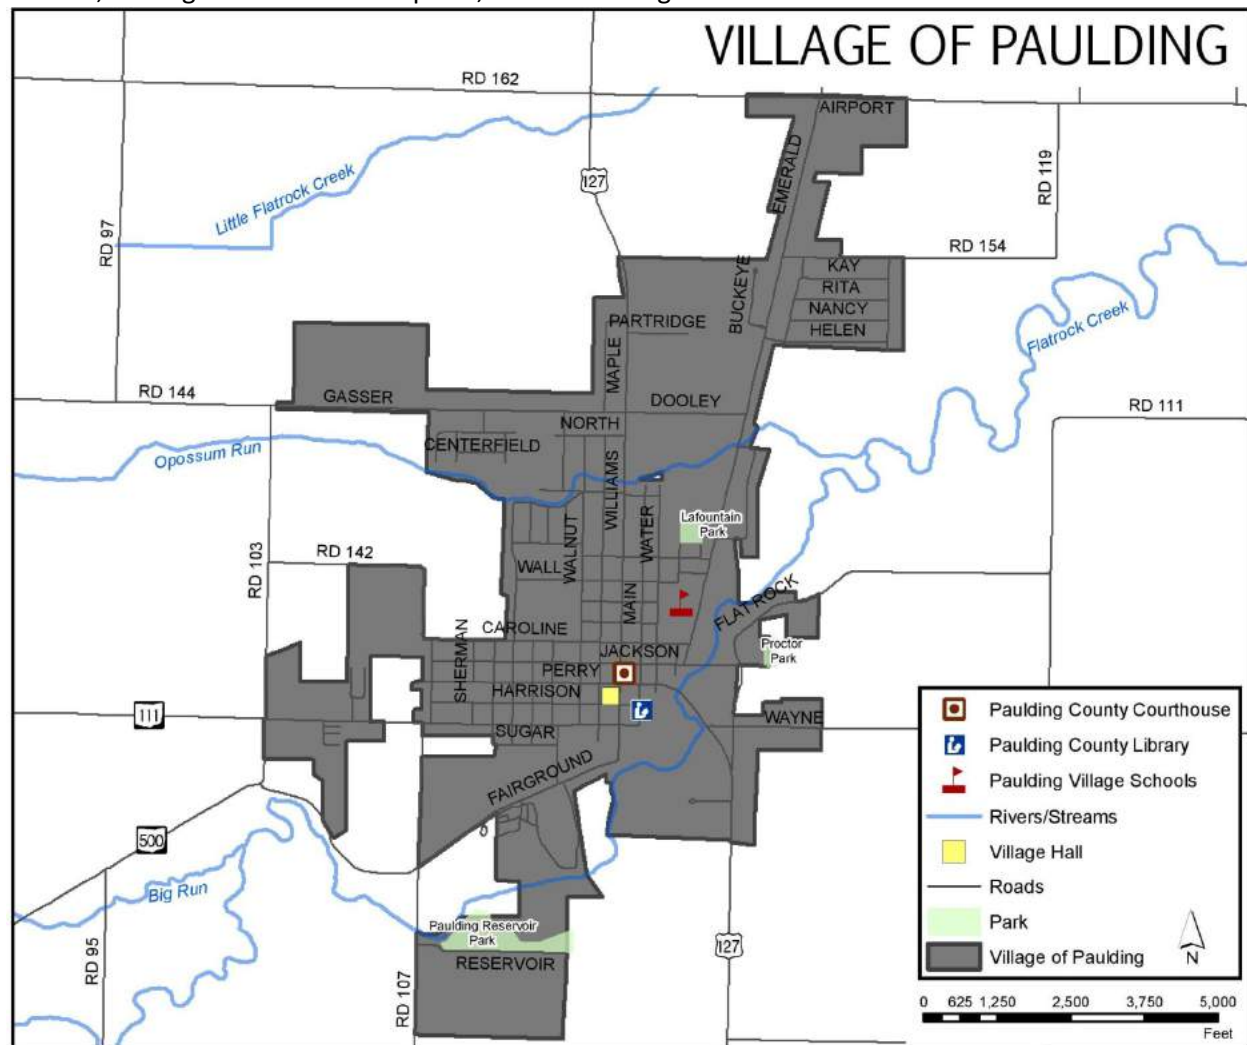 VILLAGE OF PAULDING
RD 162
AIRPORT
127
EMERALD
RD 119
Little Flatrock Creek
RD 97
RD 154
KAY
BUCKEYE
RITA
NANCY
HELEN
PARTRIDGE
Flatrock Creek
MAPLE
RD 144
GASSER
DOOLEY
RD 111
NORTH
CENTERFIELD
Opossum Run
WILLIAMS
Lafountain
Park
WATER
WALNUT
RD 103
RD 142
WALL
MAIN
FLAT ROCK
CAROLINE
SHERMAN
JACKSON
Proctor
Park
PERRY
HARRISON
111
SUGAR
WAYNE
FAIRGROUND
500
Big Run
Paulding Reservoir
Park
RESERVOIR
RD 95
RD 107
127
Paulding County Courthouse
Paulding County Library
Paulding Village Schools
Rivers/Streams
Village Hall
Roads
Park
Village of Paulding
N
0 625 1,250 2,500 3,750 5,000
Feet